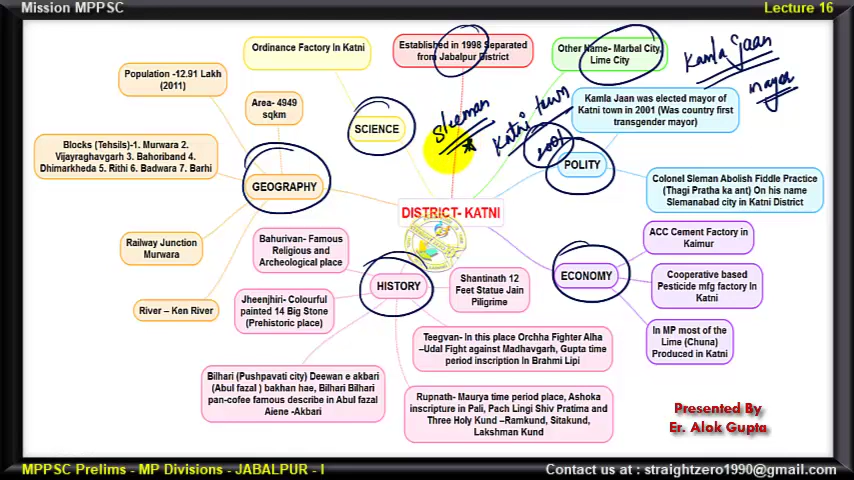 Mission MPPSC
Lecture 16
Ordinance Factory In Katni
Established in 1998 Separated
from Jabalpur District
Other Name- Marbal City,
Lime City
Kamla Jaan
mayor
Population -12.91 Lakh
(2011)
Area- 4949
sqkm
SCIENCE
Sleeman
Katni town
2001
Kamla Jaan was elected mayor of
Katni town in 2001 (Was country first
transgender mayor)
Blocks (Tehsils)-1. Murwara 2.
Vijayraghavgarh 3. Bahoriband 4.
Dhimarkheda 5. Rithi 6. Badwara 7. Barhi
GEOGRAPHY
POLITY
Colonel Sleman Abolish Fiddle Practice
(Thagi Pratha ka ant) On his name
Slemanabad city in Katni District
DISTRICT- KATNI
Railway Junction
Murwara
Bahurivan- Famous
Religious and
Archeological place
ACC Cement Factory in
Kaimur
River – Ken River
HISTORY
Shantinath 12
Feet Statue Jain
Piligrime
ECONOMY
Cooperative based
Pesticide mfg factory In
Katni
Jheenjhiri- Colourful
painted 14 Big Stone
(Prehistoric place)
Teegvan- In this place Orchha Fighter Alha
–Udal Fight against Madhavgarh, Gupta time
period inscription In Brahmi Lipi
In MP most of the
Lime (Chuna)
Produced in Katni
Bilhari (Pushpavati city) Deewan e akbari
(Abul fazal ) bakhan hae, Bilhari Bilhari
pan-cofee famous describe in Abul fazal
Aiene -Akbari
Rupnath- Maurya time period place, Ashoka
inscripture in Pali, Pach Lingi Shiv Pratima and
Three Holy Kund –Ramkund, Sitakund,
Lakshman Kund
Presented By
Er. Alok Gupta
MPPSC Prelims - MP Divisions - JABALPUR - I
Contact us at : straightzero1990@gmail.com